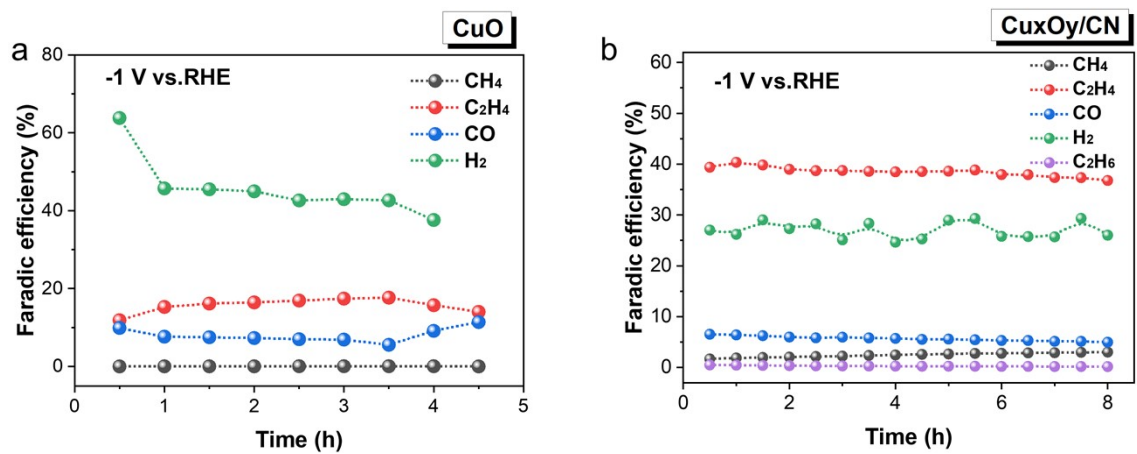 a
CuO
-1 V vs.RHE
CH4
C2H4
CO
H2
Faradic efficiency (%)
80
60
40
20
0
0 1 2 3 4 5
Time (h)
b
CuxOy/CN
-1 V vs.RHE
CH4
C2H4
CO
H2
C2H6
Faradic efficiency (%)
60
50
40
30
20
10
0
0 2 4 6 8
Time (h)